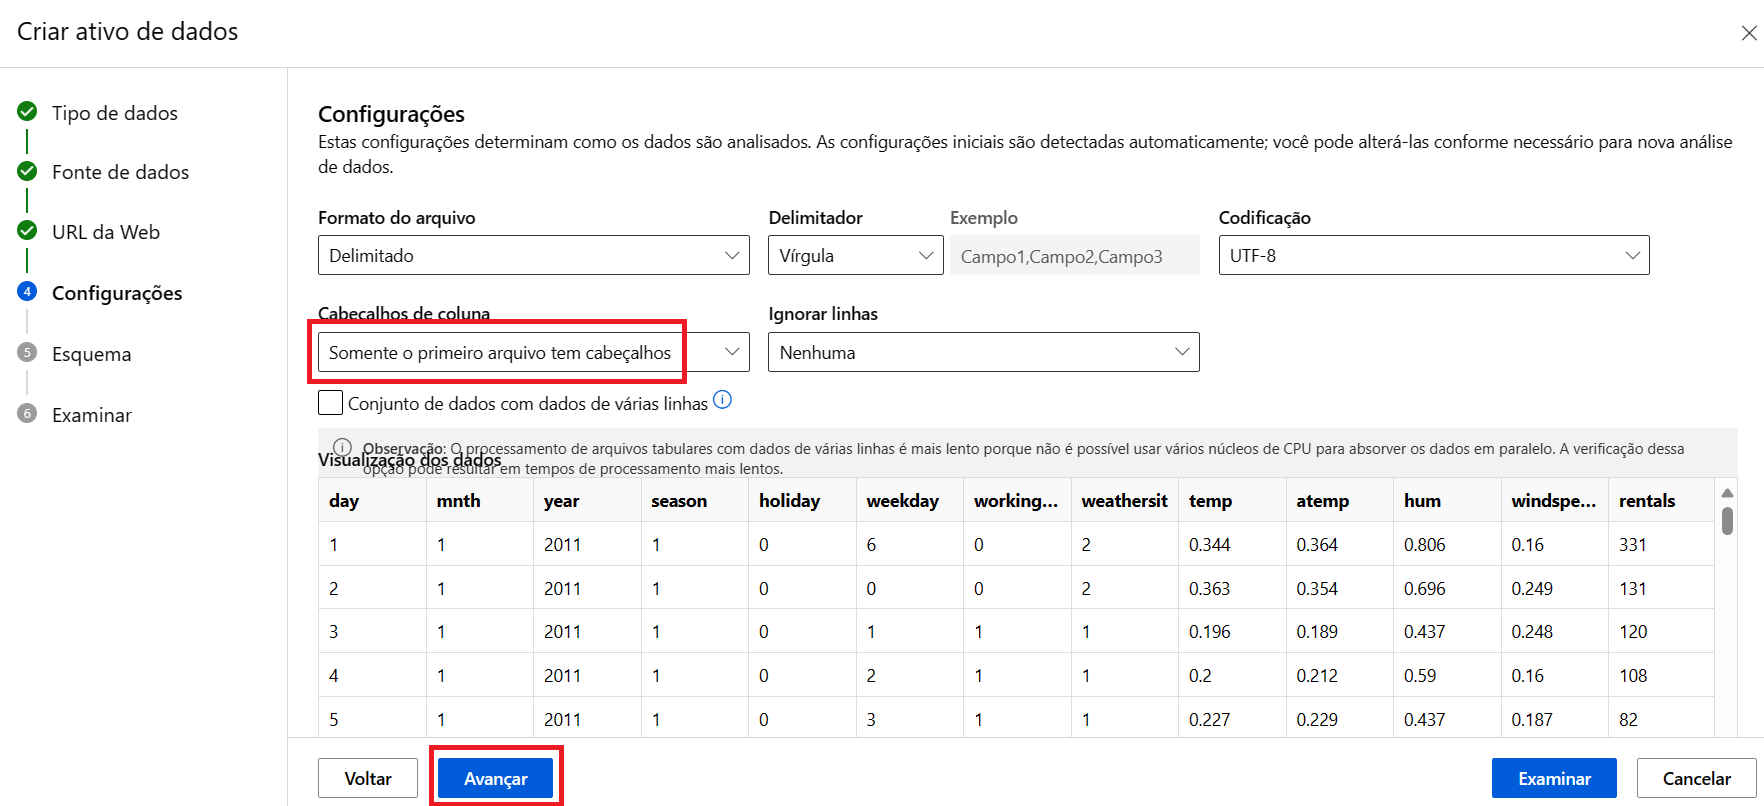 Criar ativo de dados
Tipo de dados
Fonte de dados
URL da Web
4 Configurações
5 Esquema
6 Examinar
Configurações
Estas configurações determinam como os dados são analisados. As configurações iniciais são detectadas automaticamente; você pode alterá-las conforme necessário para nova análise
de dados.
Formato do arquivo Delimitador Exemplo Codificação
Delimitado Vírgula Campo1,Campo2,Campo3 UTF-8
Cabeçalhos de coluna Ignorar linhas
Somente o primeiro arquivo tem cabeçalhos Nenhuma
Conjunto de dados com dados de várias linhas
Observação: O processamento de arquivos tabulares com dados de várias linhas é mais lento porque não é possível usar vários núcleos de CPU para absorver os dados em paralelo. A verificação dessa
Visualização dos dados
opção pode resultar em tempos de processamento mais lentos.
day mnth year season holiday weekday working... weathersit temp atemp hum windspe... rentals
1 1 2011 1 0 6 0 2 0.344 0.364 0.806 0.16 331
2 1 2011 1 0 0 0 2 0.363 0.354 0.696 0.249 131
3 1 2011 1 0 1 1 1 0.196 0.189 0.437 0.248 120
4 1 2011 1 0 2 1 1 0.2 0.212 0.59 0.16 108
5 1 2011 1 0 3 1 1 0.227 0.229 0.437 0.187 82
Voltar Avançar Examinar Cancelar